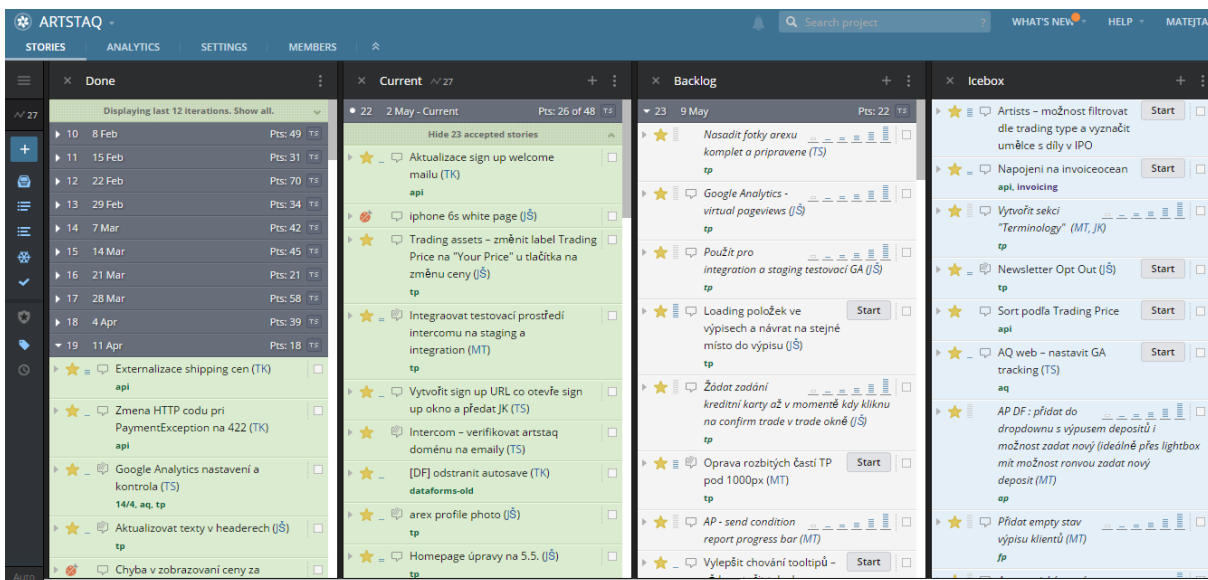 ARTSTAQ
Search project
?
WHAT'S NEW
HELP
MATEJTA
STORIES
ANALYTICS
SETTINGS
MEMBERS
27
Auto
× Done
Displaying last 12 iterations. Show all.
10 8 Feb Pts: 49 TS
11 15 Feb Pts: 31 TS
12 22 Feb Pts: 70 TS
13 29 Feb Pts: 34 TS
14 7 Mar Pts: 42 TS
15 14 Mar Pts: 45 TS
16 21 Mar Pts: 21 TS
17 28 Mar Pts: 58 TS
18 4 Apr Pts: 39 TS
19 11 Apr Pts: 18 TS
Externalizace shipping cen (TK)
api
Zmena HTTP codu pri
PaymentException na 422 (TK)
api
Google Analytics nastavení a
kontrola (TS)
14/4, aq, tp
Aktualizovat texty v headerech (JŠ)
tp
Chyba v zobrazovaní ceny za
× Current 27
22 2 May - Current Pts: 26 of 48 TS
Hide 23 accepted stories
Aktualizace sign up welcome
mailu (TK)
api
iphone 6s white page (JŠ)
Trading assets – změnit label Trading
Price na "Your Price" u tlačítka na
změnu ceny (JŠ)
tp
Integraovat testovací prostředí
intercomu na staging a
integration (MT)
tp
Vytvořit sign up URL co otevře sign
up okno a předat JK (TS)
Intercom – verifikovat artstaq
doménu na emaily (TS)
[DF] odstranit autosave (TK)
dataforms-old
arex profile photo (JŠ)
tp
Homepage úpravy na 5.5. (JŠ)
tp
× Backlog
23 9 May Pts: 22 TS
Nasadit fotky arexu
komplet a pripravene (TS)
tp
Google Analytics -
virtual pageviews (JŠ)
tp
Použít pro
integration a staging testovací GA (JŠ)
tp
Loading položek ve Start
výpisech a návrat na stejné
místo do výpisu (JŠ)
tp
Žádat zadání
kreditní karty až v momentě kdy kliknu
na confirm trade v trade okně (JŠ)
tp
Oprava rozbitých částí TP Start
pod 1000px (MT)
tp
AP - send condition
report progress bar (MT)
Vylepšit chování tooltipů – Start
× Icebox
Artists – možnost filtrovat Start
dle trading type a vyznačit
umělce s díly v IPO
Napojeni na invoiceocean Start
api, invoicing
Vytvořit sekci
"Terminology" (MT, JK)
tp
Newsletter Opt Out (JŠ) Start
tp
Sort podľa Trading Price Start
api
AQ web – nastavit GA Start
tracking (TS)
aq
AP DF : přidat do
dropdownu s výpusem depositů i
možnost zadat nový (ideálně přes lightbox
mít možnost ronvou zadat nový
deposit (MT)
ap
Přidat empty stav
výpisu klientů (MT)
fp